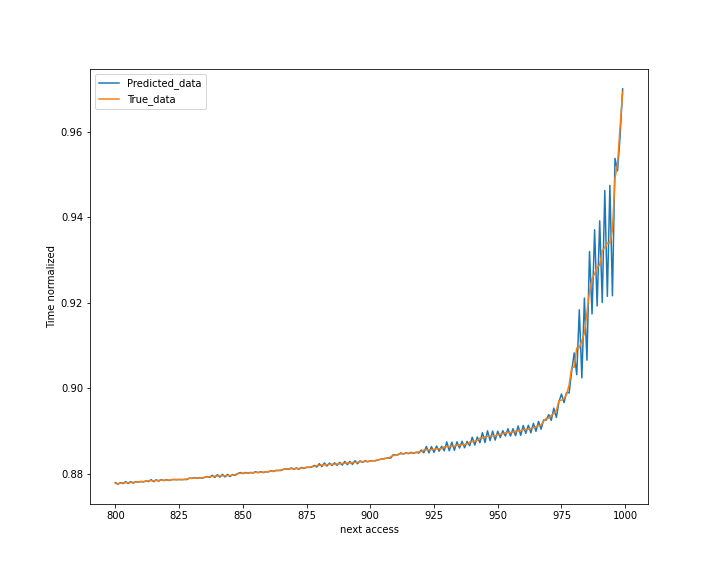 Predicted_data
True_data
0.96
0.94
0.92
0.90
0.88
Time normalized
800 825 850 875 900 925 950 975 1000
next access